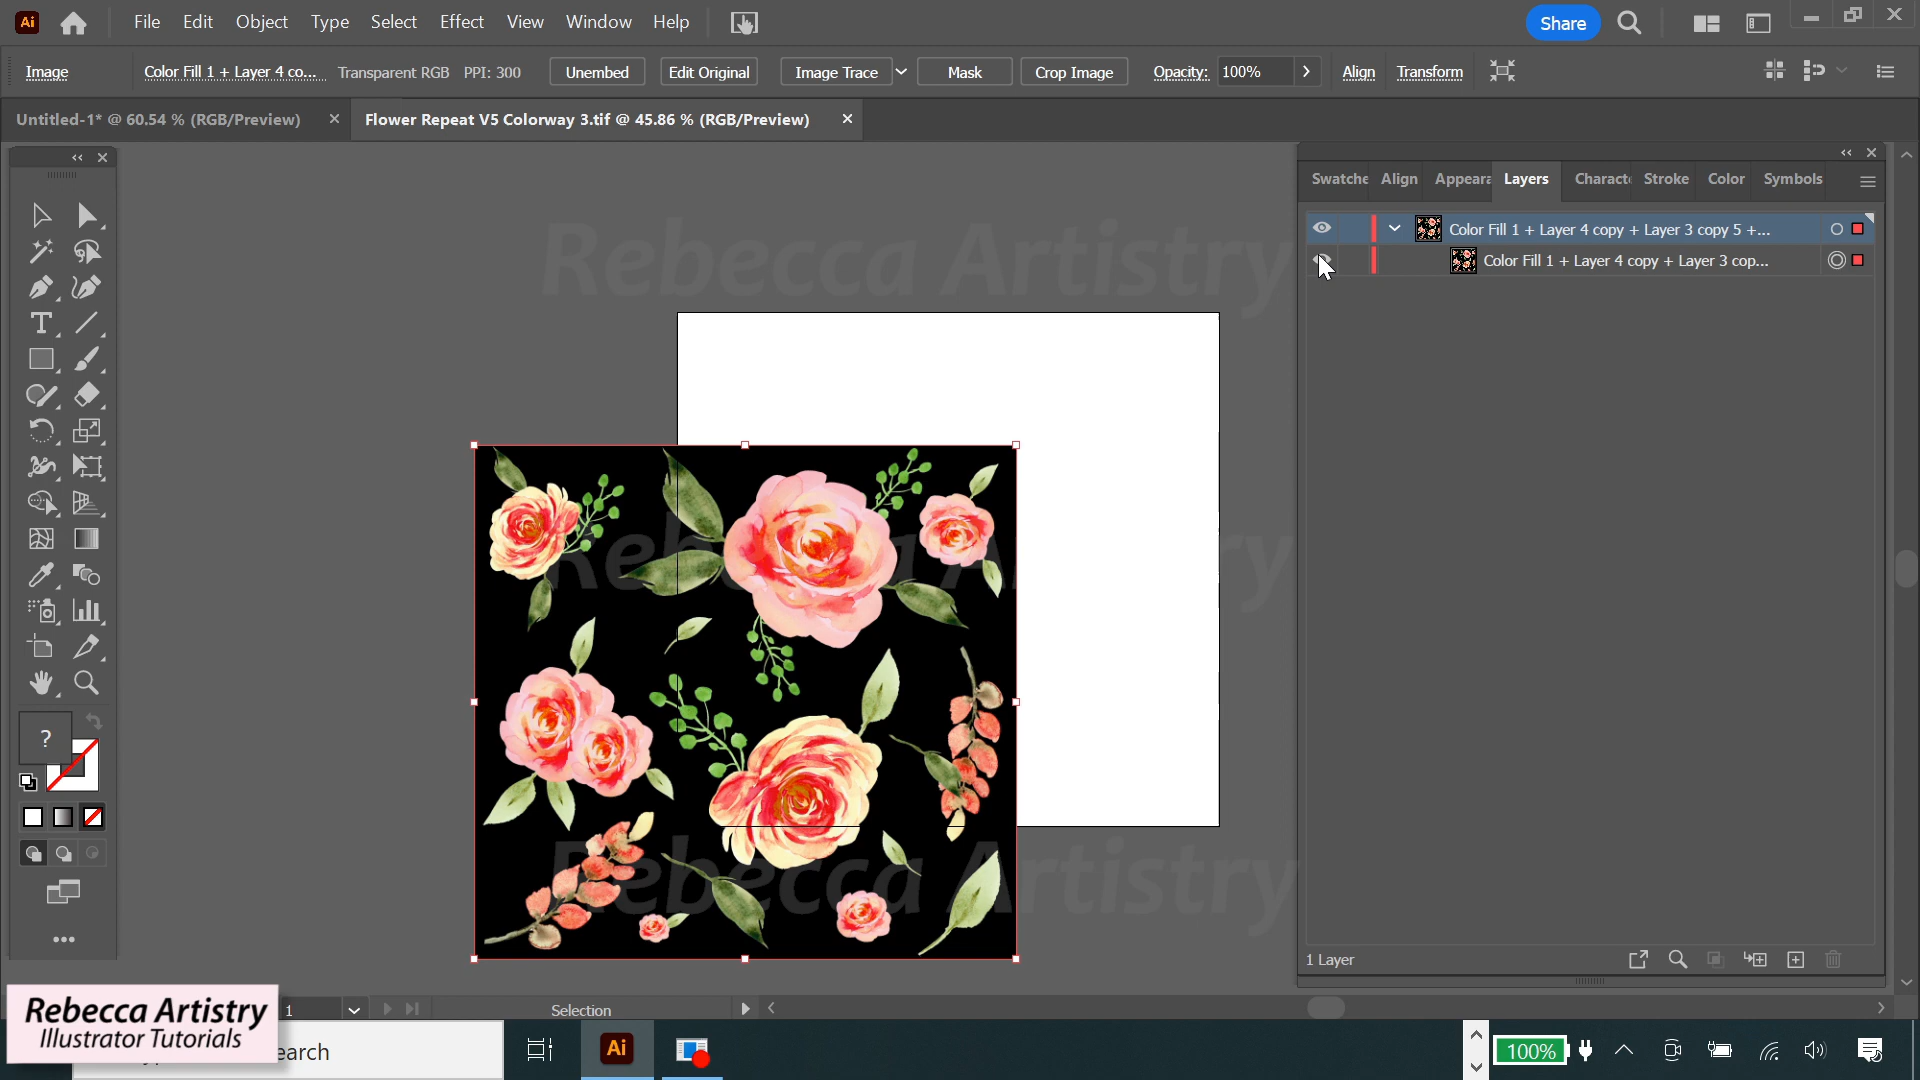 Ai File Edit Object Type Select Effect View Window Help Share
Image Color Fill 1 + Layer 4 co... Transparent RGB PPI: 300 Unembed Edit Original Image Trace Mask Crop Image Opacity: 100% Align Transform
Untitled-1* @ 60.54 % (RGB/Preview) Flower Repeat V5 Colorway 3.tif @ 45.86 % (RGB/Preview)
Swatche Align Appeara Layers Characte Stroke Color Symbols
Color Fill 1 + Layer 4 copy + Layer 3 copy 5 +...
Color Fill 1 + Layer 4 copy + Layer 3 cop...
Rebecca Artistry
Rebecca A ry
?
Rebecca Artistry
1 Layer
1 Selection
Rebecca Artistry
Illustrator Tutorials
earch
Ai
100%